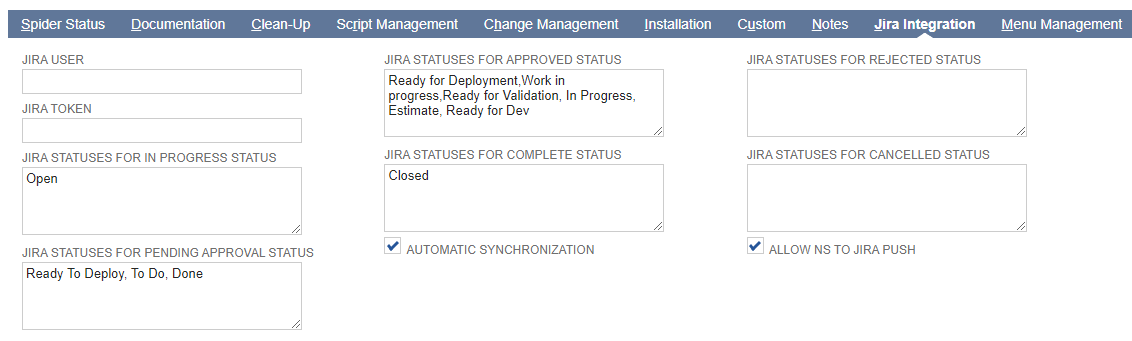 Spider Status Documentation Clean-Up Script Management Change Management Installation Custom Notes Jira Integration Menu Management
JIRA USER
JIRA TOKEN
JIRA STATUSES FOR IN PROGRESS STATUS
Open
JIRA STATUSES FOR PENDING APPROVAL STATUS
Ready To Deploy, To Do, Done
JIRA STATUSES FOR APPROVED STATUS
Ready for Deployment,Work in
progress,Ready for Validation, In Progress,
Estimate, Ready for Dev
JIRA STATUSES FOR COMPLETE STATUS
Closed
AUTOMATIC SYNCHRONIZATION
JIRA STATUSES FOR REJECTED STATUS
JIRA STATUSES FOR CANCELLED STATUS
ALLOW NS TO JIRA PUSH